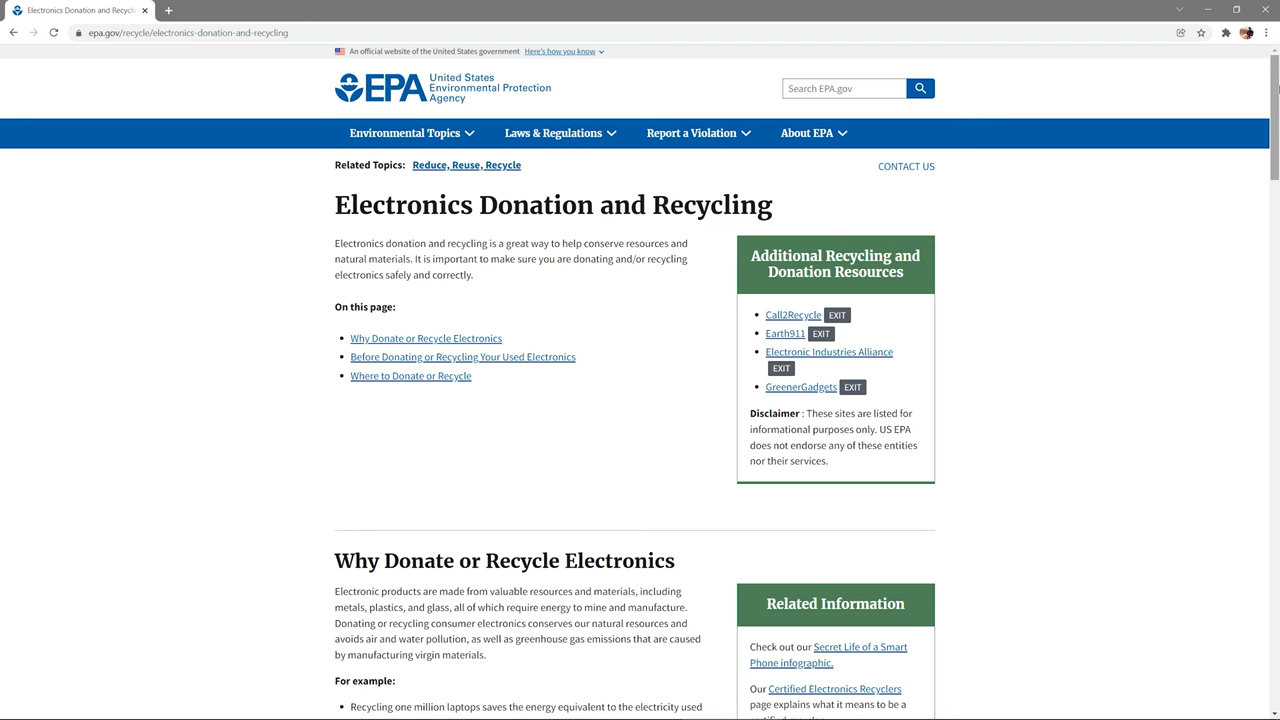 Electronics Donation and Recycli
epa.gov/recycle/electronics-donation-and-recycling
An official website of the United States government Here's how you know
EPA United States
Environmental Protection
Agency
Search EPA.gov
Environmental Topics Laws & Regulations Report a Violation About EPA
Related Topics: Reduce, Reuse, Recycle
CONTACT US
Electronics Donation and Recycling
Electronics donation and recycling is a great way to help conserve resources and
natural materials. It is important to make sure you are donating and/or recycling
electronics safely and correctly.
On this page:
• Why Donate or Recycle Electronics
• Before Donating or Recycling Your Used Electronics
• Where to Donate or Recycle
Additional Recycling and
Donation Resources
• Call2Recycle EXIT
• Earth911 EXIT
• Electronic Industries Alliance
EXIT
• GreenerGadgets EXIT
Disclaimer : These sites are listed for
informational purposes only. US EPA
does not endorse any of these entities
nor their services.
Why Donate or Recycle Electronics
Electronic products are made from valuable resources and materials, including
metals, plastics, and glass, all of which require energy to mine and manufacture.
Donating or recycling consumer electronics conserves our natural resources and
avoids air and water pollution, as well as greenhouse gas emissions that are caused
by manufacturing virgin materials.
For example:
• Recycling one million laptops saves the energy equivalent to the electricity used
Related Information
Check out our Secret Life of a Smart
Phone infographic.
Our Certified Electronics Recyclers
page explains what it means to be a